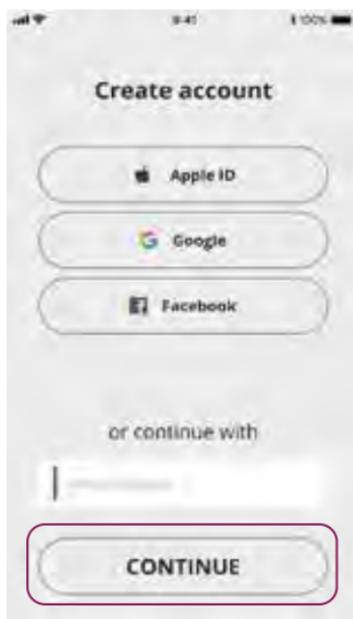 9:41 100%
Create account
Apple ID
Google
Facebook
or continue with
CONTINUE